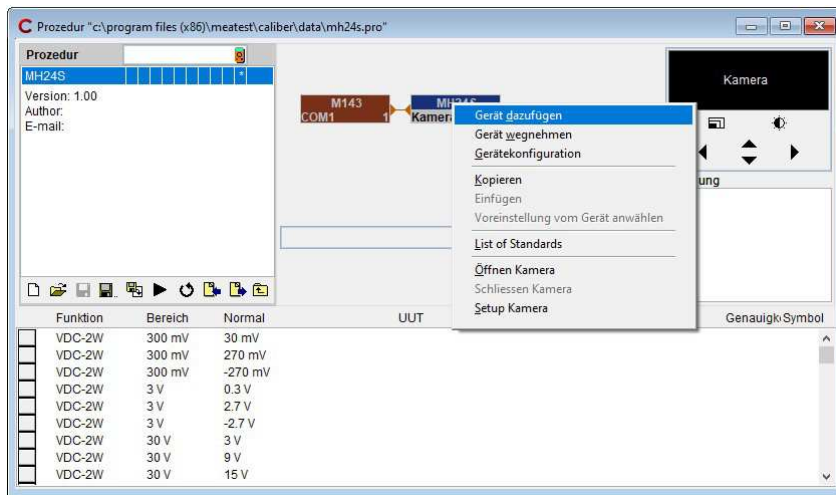 Prozedur "c:\program files (x86)\meatest\caliber\data\mh24s.pro"
Prozedur
MH24S *
Version: 1.00
Author:
E-mail:
M143
COM1 1
MH24S
Kamera
Gerät dazufügen
Gerät wegnehmen
Gerätekonfiguration
Kopieren
Einfügen
Voreinstellung vom Gerät anwählen
List of Standards
Öffnen Kamera
Schliessen Kamera
Setup Kamera
Kamera
ung
Funktion Bereich Normal UUT Genauigk Symbol
VDC-2W 300 mV 30 mV
VDC-2W 300 mV 270 mV
VDC-2W 300 mV -270 mV
VDC-2W 3 V 0.3 V
VDC-2W 3 V 2.7 V
VDC-2W 3 V -2.7 V
VDC-2W 30 V 3 V
VDC-2W 30 V 9 V
VDC-2W 30 V 15 V